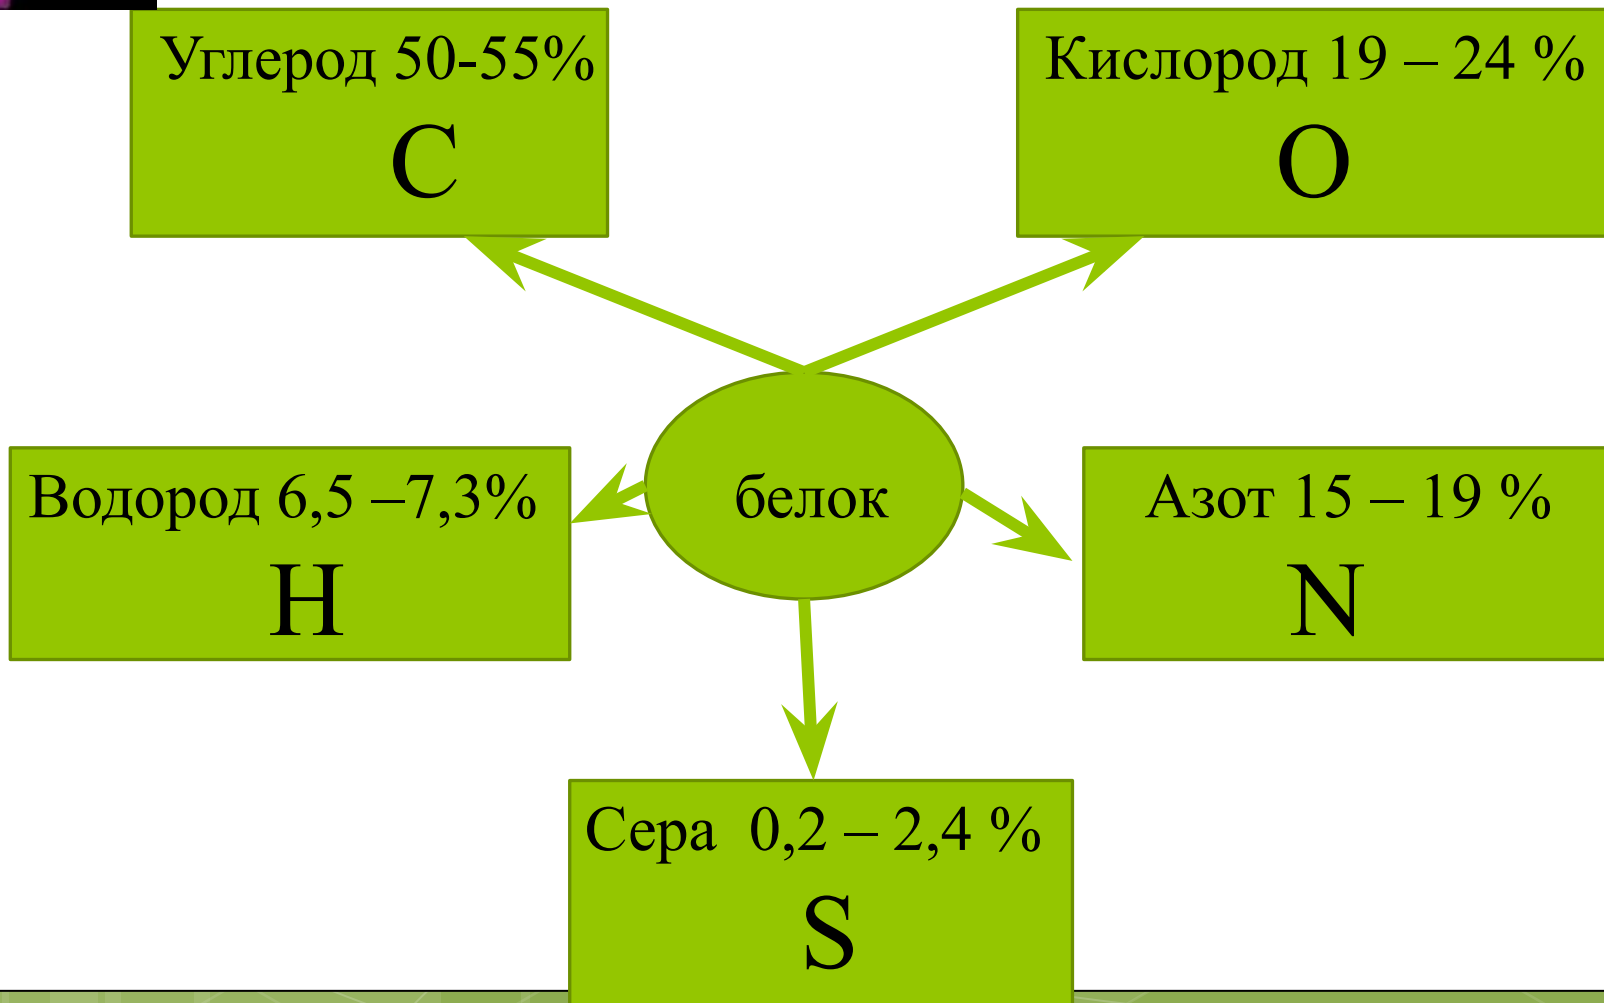 Углерод 50-55%
C
Кислород 19 – 24 %
O
Водород 6,5 –7,3%
H
белок
Азот 15 – 19 %
N
Сера 0,2 – 2,4 %
S